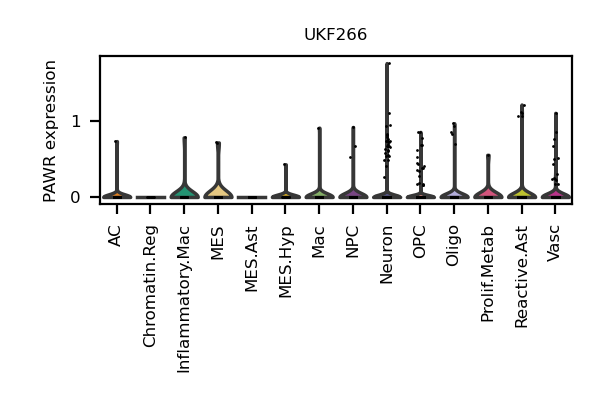 UKF266
PAWR expression
1
0
AC
Chromatin.Reg
Inflammatory.Mac
MES
MES.Ast
MES.Hyp
Mac
NPC
Neuron
OPC
Oligo
Prolif.Metab
Reactive.Ast
Vasc